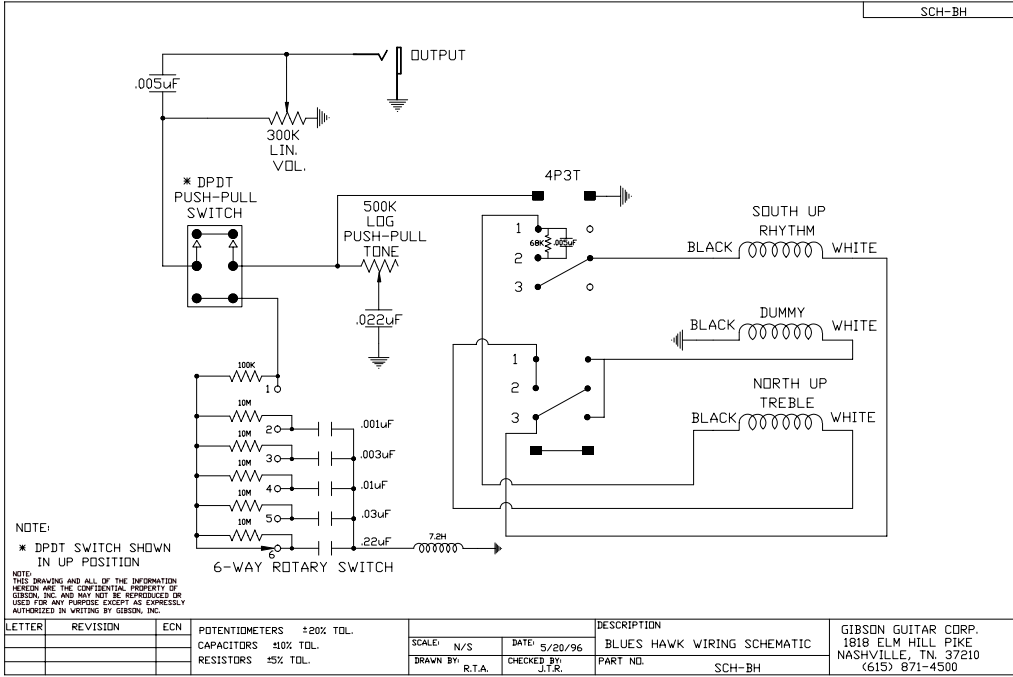 SCH-BH
OUTPUT
.005uF
300K
LIN.
VOL.
* DPDT
PUSH-PULL
SWITCH
500K
LOG
PUSH-PULL
TONE
.022uF
4P3T
1
68K
.005uF
2
3
SOUTH UP
RHYTHM
BLACK
WHITE
DUMMY
BLACK
WHITE
1
2
3
NORTH UP
TREBLE
BLACK
WHITE
100K
1
10M
2
.001uF
10M
3
.003uF
10M
4
.01uF
10M
5
.03uF
10M
6
.22uF
7.2H
6-WAY ROTARY SWITCH
NOTE:
* DPDT SWITCH SHOWN
IN UP POSITION
NOTE:
THIS DRAWING AND ALL OF THE INFORMATION
HEREON ARE THE CONFIDENTIAL PROPERTY OF
GIBSON, INC. AND MAY NOT BE REPRODUCED OR
USED FOR ANY PURPOSE EXCEPT AS EXPRESSLY
AUTHORIZED IN WRITING BY GIBSON, INC.
LETTER REVISION ECN
POTENTIOMETERS ±20% TOL.
CAPACITORS ±10% TOL.
RESISTORS ±5% TOL.
SCALE: N/S
DATE: 5/20/96
DRAWN BY: R.T.A.
CHECKED BY: J.T.R.
DESCRIPTION
BLUES HAWK WIRING SCHEMATIC
PART NO. SCH-BH
GIBSON GUITAR CORP.
1818 ELM HILL PIKE
NASHVILLE, TN. 37210
(615) 871-4500